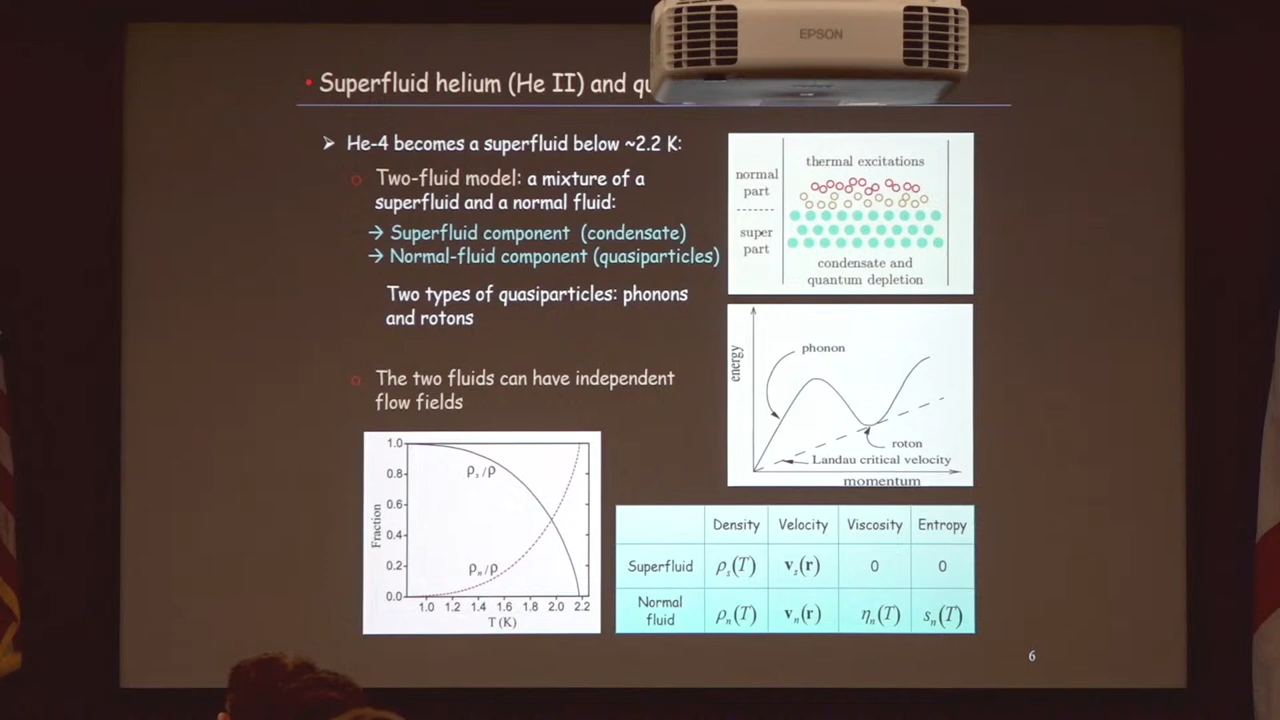 EPSON
• Superfluid helium (He II) and
➢ He-4 becomes a superfluid below ~2.2 K:
o Two-fluid model: a mixture of a
superfluid and a normal fluid:
→ Superfluid component (condensate)
→ Normal-fluid component (quasiparticles)
Two types of quasiparticles: phonons
and rotons
o The two fluids can have independent
flow fields
thermal excitations
normal
part
super
part
condensate and
quantum depletion
energy
phonon
roton
Landau critical velocity
momentum
Fraction
1.0
0.8
0.6
0.4
0.2
0.0
ρs/ρ
ρn/ρ
1.0 1.2 1.4 1.6 1.8 2.0 2.2
T (K)
Density Velocity Viscosity Entropy
Superfluid ρs(T) vs(r) 0 0
Normal
fluid ρn(T) vn(r) ηn(T) sn(T)
6